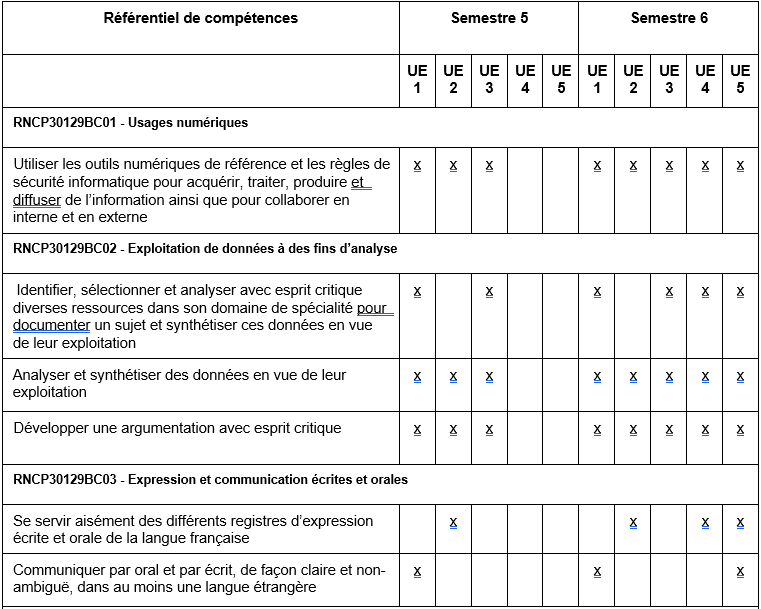 Référentiel de compétences Semestre 5 Semestre 6
UE 1 UE 2 UE 3 UE 4 UE 5 UE 1 UE 2 UE 3 UE 4 UE 5
RNCP30129BC01 - Usages numériques
Utiliser les outils numériques de référence et les règles de x x x x x x x x
sécurité informatique pour acquérir, traiter, produire et
diffuser de l’information ainsi que pour collaborer en
interne et en externe
RNCP30129BC02 - Exploitation de données à des fins d’analyse
Identifier, sélectionner et analyser avec esprit critique x x x x x x
diverses ressources dans son domaine de spécialité pour
documenter un sujet et synthétiser ces données en vue
de leur exploitation
Analyser et synthétiser des données en vue de leur x x x x x x x x
exploitation
Développer une argumentation avec esprit critique x x x x x x x x
RNCP30129BC03 - Expression et communication écrites et orales
Se servir aisément des différents registres d’expression x x x x
écrite et orale de la langue française
Communiquer par oral et par écrit, de façon claire et non- x x x
ambiguë, dans au moins une langue étrangère